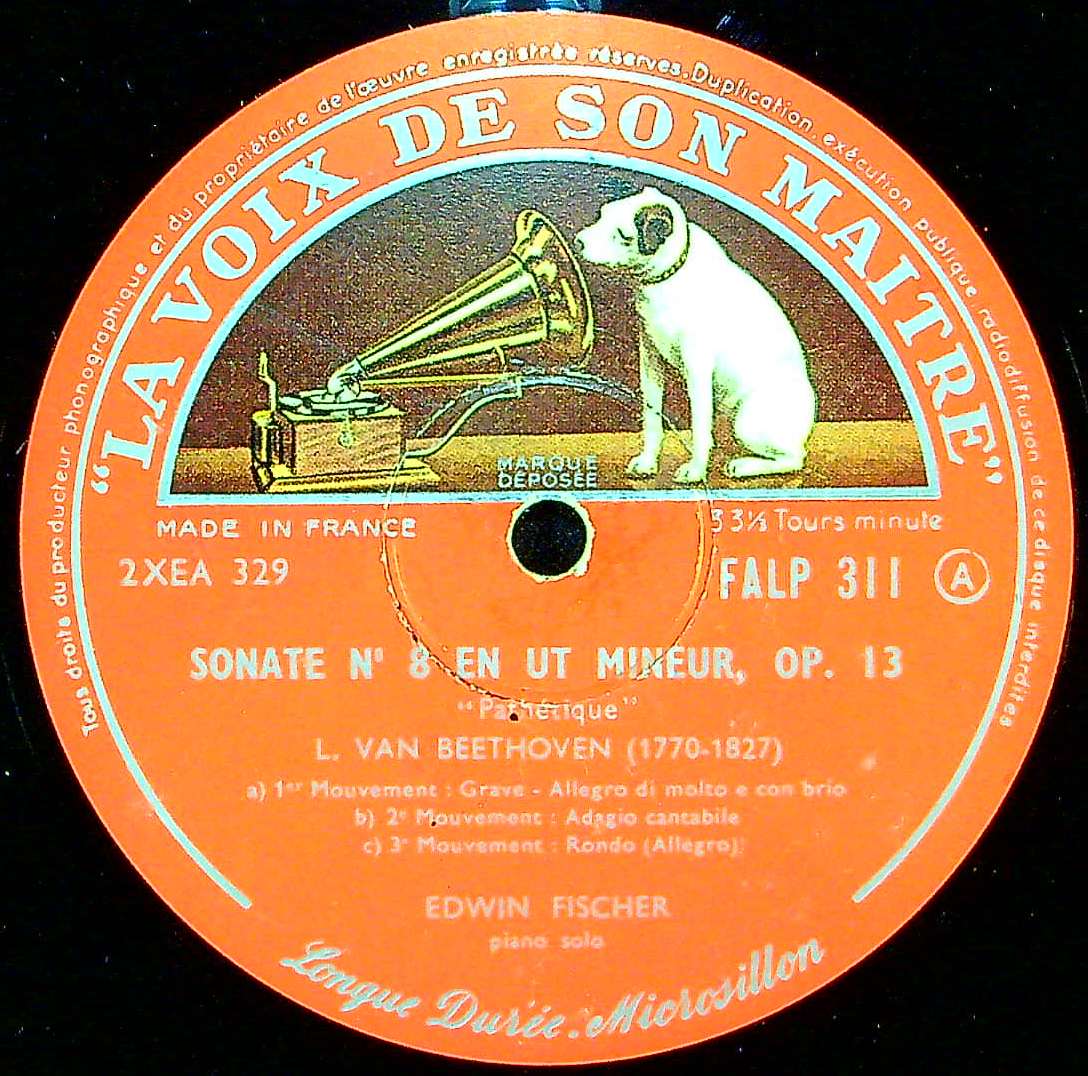 Tous droits du producteur phonographique et du propriétaire de l'œuvre enregistrée réservés. Duplication, exécution publique radiodiffusion de ce disque interdites
“LA VOIX DE SON MAITRE”
MARQUE
DÉPOSÉE
MADE IN FRANCE
33⅓ Tours minute
2XEA 329
FALP 311 A
SONATE N° 8 EN UT MINEUR, OP. 13
“Pathétique”
L. VAN BEETHOVEN (1770-1827)
a) 1er Mouvement : Grave - Allegro di molto e con brio
b) 2e Mouvement : Adagio cantabile
c) 3e Mouvement : Rondo (Allegro)
EDWIN FISCHER
piano solo
Longue Durée. Microsillon